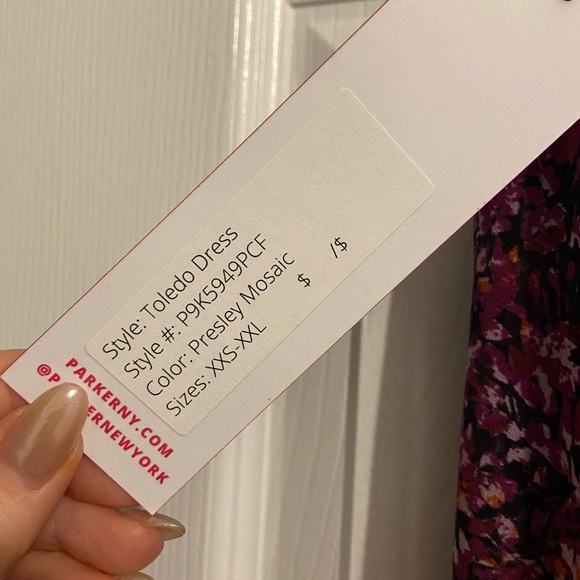 Style: Toledo Dress
Style #: P9K5949PCF
Color: Presley Mosaic
Sizes: XXS-XXL
$ /$
PARKERNY.COM